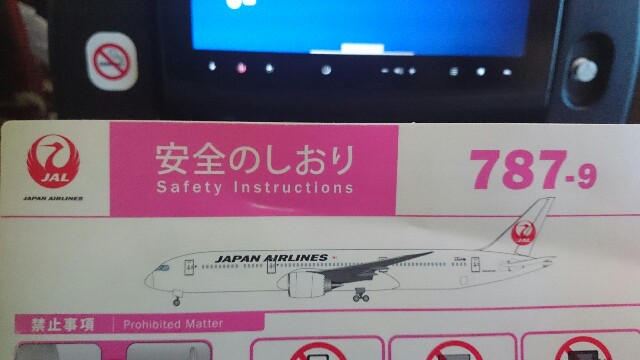 安全のしおり
Safety Instructions
787-9
JAL
JAPAN AIRLINES
JAPAN AIRLINES
JAL
禁止事項 Prohibited Matter